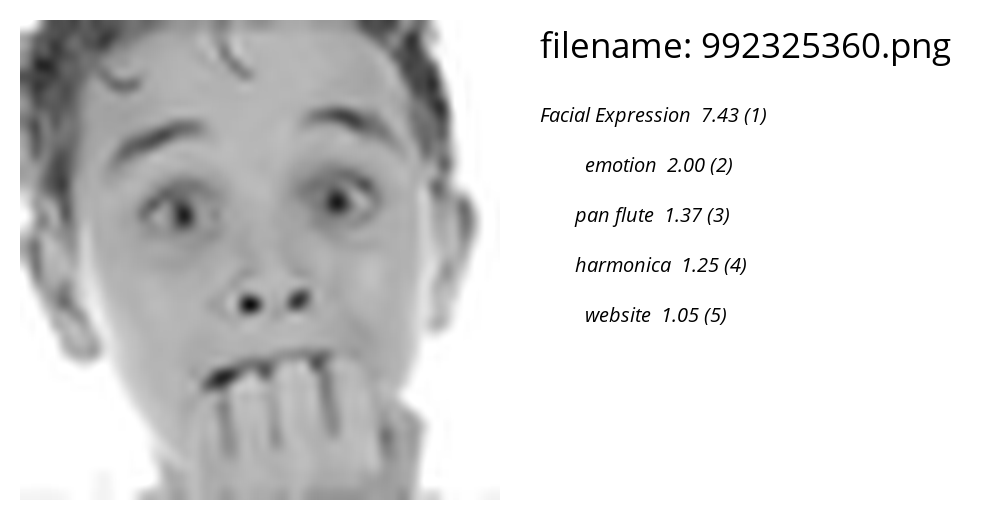 filename: 992325360.png
Facial Expression 7.43 (1)
emotion 2.00 (2)
pan flute 1.37 (3)
harmonica 1.25 (4)
website 1.05 (5)